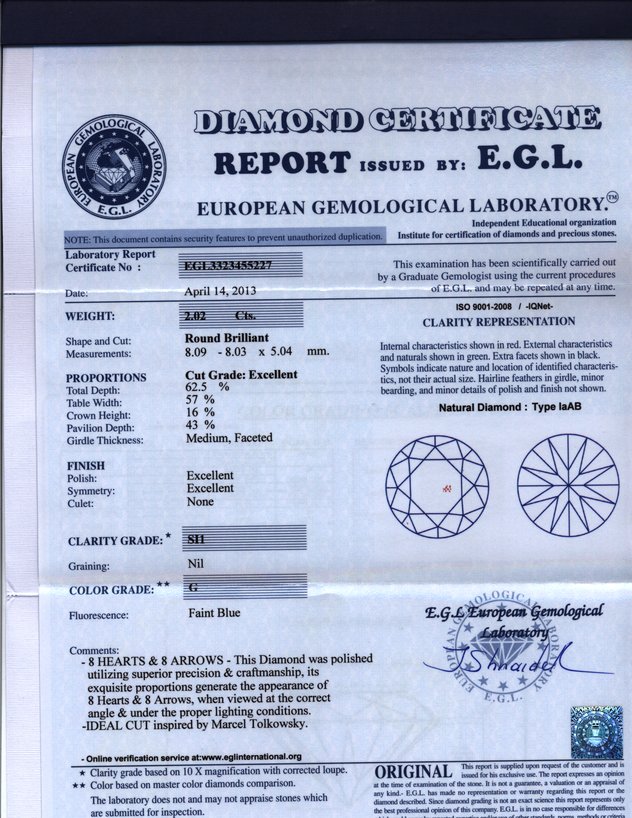 DIAMOND CERTIFICATE
REPORT ISSUED BY: E.G.L.
EUROPEAN GEMOLOGICAL LABORATORY.™
EUROPEAN GEMOLOGICAL LABORATORY
E.G.L.
Independent Educational organization
Institute for certification of diamonds and precious stones.
NOTE: This document contains security features to prevent unauthorized duplication.
Laboratory Report
Certificate No : EGL3323455227
Date: April 14, 2013
WEIGHT: 2.02 Cts.
Shape and Cut: Round Brilliant
Measurements: 8.09 - 8.03 x 5.04 mm.
PROPORTIONS Cut Grade: Excellent
Total Depth: 62.5 %
Table Width: 57 %
Crown Height: 16 %
Pavilion Depth: 43 %
Girdle Thickness: Medium, Faceted
FINISH
Polish: Excellent
Symmetry: Excellent
Culet: None
CLARITY GRADE: * SI1
Graining: Nil
COLOR GRADE: ** G
Fluorescence: Faint Blue
Comments:
- 8 HEARTS & 8 ARROWS - This Diamond was polished
utilizing superior precision & craftmanship, its
exquisite proportions generate the appearance of
8 Hearts & 8 Arrows, when viewed at the correct
angle & under the proper lighting conditions.
-IDEAL CUT inspired by Marcel Tolkowsky.
- Online verification service at:www.eglinternational.org
★ Clarity grade based on 10 X magnification with corrected loupe.
★★ Color based on master color diamonds comparison.
The laboratory does not and may not appraise stones which
are submitted for inspection.
This examination has been scientifically carried out
by a Graduate Gemologist using the current procedures
of E.G.L. and may be repeated at any time.
ISO 9001-2008 / -IQNet-
CLARITY REPRESENTATION
Internal characteristics shown in red. External characteristics
and naturals shown in green. Extra facets shown in black.
Symbols indicate nature and location of identified characteris-
tics, not their actual size. Hairline feathers in girdle, minor
bearding, and minor details of polish and finish not shown.
Natural Diamond : Type IaAB
E.G.L European Gemological
Laboratory
EUROPEAN GEMOLOGICAL LABORATORY
E.G.L.
ORIGINAL This report is supplied upon request of the customer and is
issued for his exclusive use. The report expresses an opinion
at the time of examination of the stone. It is not a guarantee, a valuation or an appraisal of
any kind.- E.G.L. has made no representation or warranty regarding this report or the
diamond described. Since diamond grading is not an exact science this report represents only
the best professional opinion of this company. E.G.L. is in no case responsible for differences